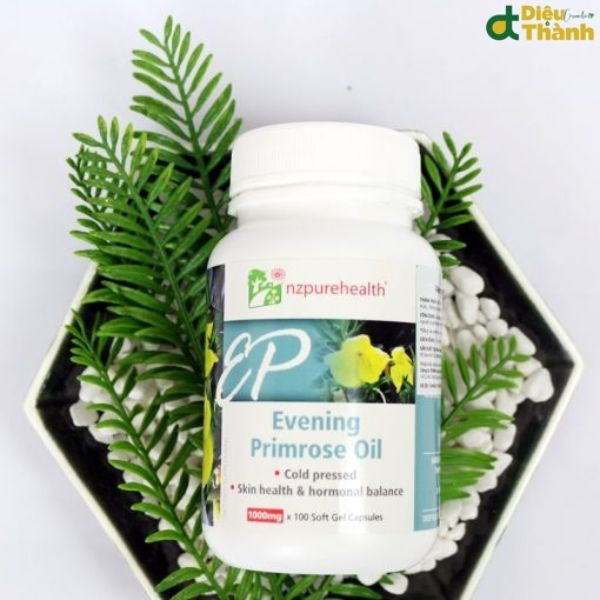 Diệu
Thành
nzpurehealth
EP
Evening
Primrose Oil
• Cold pressed
• Skin health & hormonal balance
1000mg x 100 Soft Gel Capsules